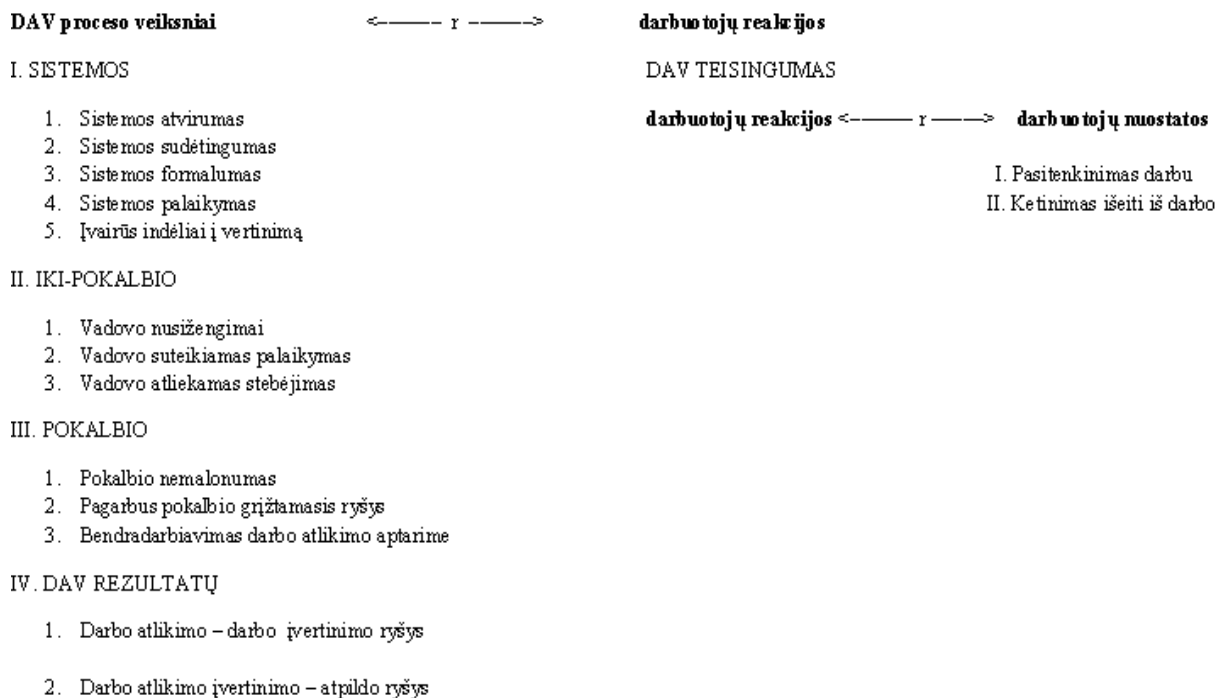 DAV proceso veiksniai <--------- r ---------> darbuotojų reakcijos
I. SISTEMOS DAV TEISINGUMAS
1. Sistemos atvirumas darbuotojų reakcijos <--------- r ------> darbuotojų nuostatos
2. Sistemos sudėtingumas
3. Sistemos formalumas I. Pasitenkinimas darbu
4. Sistemos palaikymas II. Ketinimas išeiti iš darbo
5. Įvairūs indėliai į vertinimą
II. IKI-POKALBIO
1. Vadovo nusižengimai
2. Vadovo suteikiamas palaikymas
3. Vadovo atliekamas stebėjimas
III. POKALBIO
1. Pokalbio nemalonumas
2. Pagarbus pokalbio grįžtamasis ryšys
3. Bendradarbiavimas darbo atlikimo aptarime
IV. DAV REZULTATŲ
1. Darbo atlikimo – darbo įvertinimo ryšys
2. Darbo atlikimo įvertinimo – atpildo ryšys